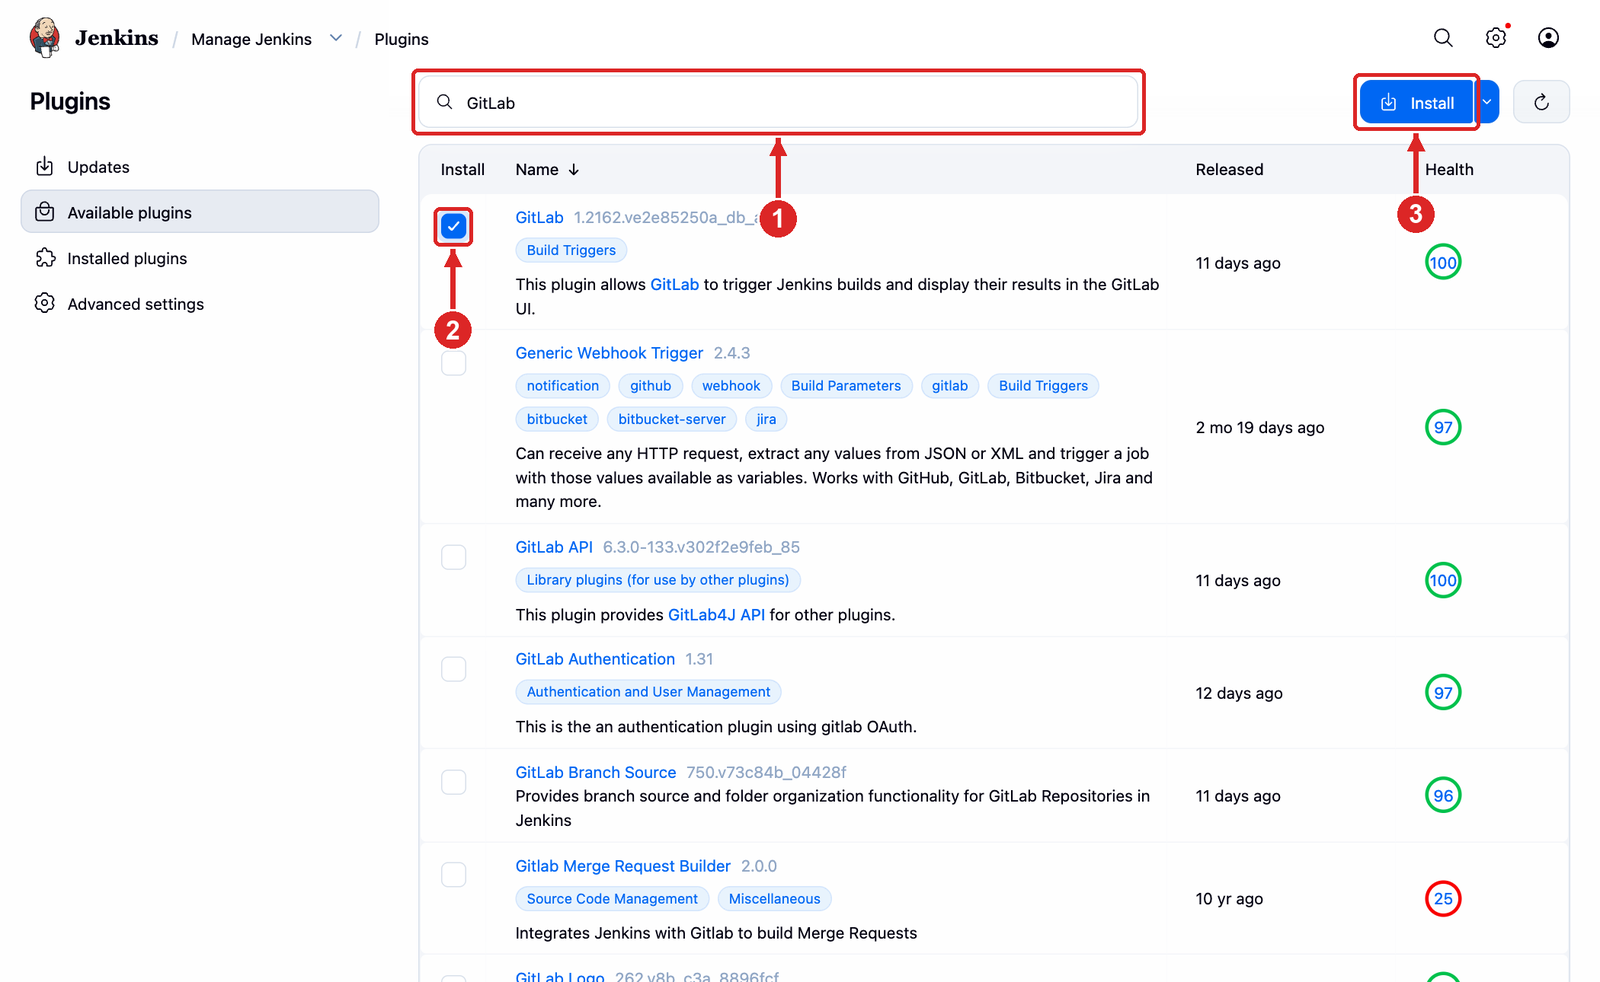 Jenkins / Manage Jenkins / Plugins
Plugins
GitLab
Install
Updates
Available plugins
Installed plugins
Advanced settings
Install Name ↓ Released Health
1
2
3
GitLab 1.2162.ve2e85250a_db_
Build Triggers
This plugin allows GitLab to trigger Jenkins builds and display their results in the GitLab
UI.
11 days ago
100
Generic Webhook Trigger 2.4.3
notification github webhook Build Parameters gitlab Build Triggers
bitbucket bitbucket-server jira
Can receive any HTTP request, extract any values from JSON or XML and trigger a job
with those values available as variables. Works with GitHub, GitLab, Bitbucket, Jira and
many more.
2 mo 19 days ago
97
GitLab API 6.3.0-133.v302f2e9feb_85
Library plugins (for use by other plugins)
This plugin provides GitLab4J API for other plugins.
11 days ago
100
GitLab Authentication 1.31
Authentication and User Management
This is the an authentication plugin using gitlab OAuth.
12 days ago
97
GitLab Branch Source 750.v73c84b_04428f
Provides branch source and folder organization functionality for GitLab Repositories in
Jenkins
11 days ago
96
Gitlab Merge Request Builder 2.0.0
Source Code Management Miscellaneous
Integrates Jenkins with Gitlab to build Merge Requests
10 yr ago
25
GitLab Logo 262.v8b_c3a_8896fcf